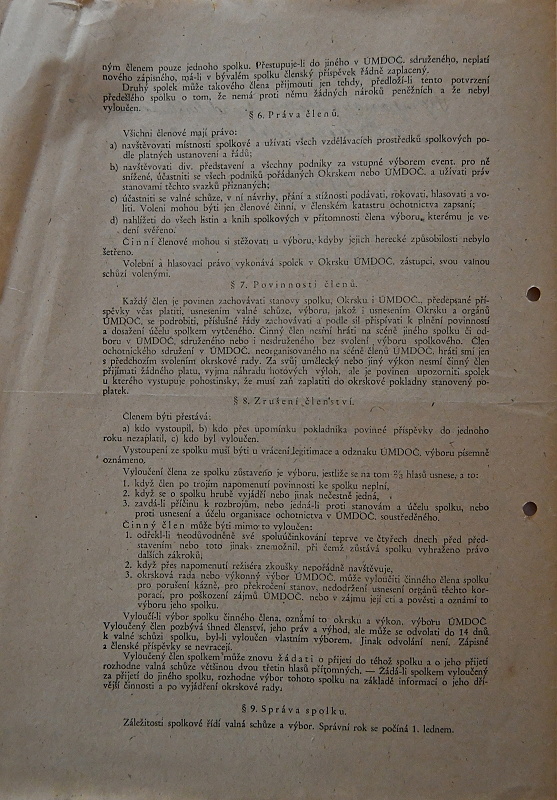 ným členem pouze jednoho spolku. Přestupuje-li do jiného v ÚMDOČ. sdruženého, neplatí
nového zápisného, má-li v bývalém spolku členský příspěvek řádně zaplacený.
Druhý spolek může takového člena přijmouti jen tehdy, předloží-li tento potvrzení
předešlého spolku o tom, že nemá proti němu žádných nároků peněžních a že nebyl
vyloučen.
§ 6. Práva členů.
Všichni členové mají právo:
a) navštěvovati místnosti spolkové a užívati všech vzdělávacích prostředků spolkových po-
dle platných ustanovení a řádů;
b) navštěvovati div. představení a všechny podniky za vstupné výborem event. pro ně
snížené, účastniti se všech podniků pořádaných Okrskem nebo ÚMDOČ. a užívati práv
stanovami těchto svazků přiznaných;
c) účastniti se valné schůze, v ní návrhy, přání a stížnosti podávati, rokovati, hlasovati a vo-
liti. Voleni mohou býti jen členové činní, v členském katastru ochotnictva zapsaní;
d) nahlížeti do všech listin a knih spolkových v přítomnosti člena výboru, kterému je ve-
dení svěřeno.
Činní členové mohou si stěžovati u výboru, kdyby jejich herecké způsobilosti nebylo
šetřeno.
Volební a hlasovací právo vykonává spolek v Okrsku ÚMDOČ. zástupci, svou valnou
schůzí volenými.
§ 7. Povinnosti členů.
Každý člen je povinen zachovávati stanovy spolku, Okrsku i ÚMDOČ., předepsané pří-
spěvky včas platiti, usnesením valné schůze, výboru, jakož i usnesením Okrsku a orgánů
ÚMDOČ. se podrobiti, příslušné řády zachovávati a podle sil přispívati k plnění povinností
a dosažení účelu spolkem vytčeného. Činný člen nesmí hráti na scéně jiného spolku či od-
boru v ÚMDOČ. sdruženého nebo i nesdruženého bez svolení výboru spolkového. Člen
ochotnického sdružení v ÚMDOČ. neorganisovaného na scéně členů ÚMDOČ. hráti smí jen
s předchozím svolením okrskové rady. Za svůj umělecký nebo jiný výkon nesmí činný člen
přijímati žádného platu, vyjma náhradu hotových výloh, ale je povinen upozorniti spolek
u kterého vystupuje pohostinsky, že musí zaň zaplatiti do okrskové pokladny stanovený po-
platek.
§ 8. Zrušení členství.
Členem býti přestává:
a) kdo vystoupil, b) kdo přes upomínku pokladníka povinné příspěvky do jednoho
roku nezaplatil, c) kdo byl vyloučen.
Vystoupení ze spolku musí býti u vrácení legitimace a odznaku ÚMDOČ. výboru písemně
oznámeno.
Vyloučení člena ze spolku zůstaveno je výboru, jestliže se na tom ⅔ hlasů usnese, a to:
1. když člen po trojím napomenutí povinností ke spolku neplní,
2. když se o spolku hrubě vyjádří nebo jinak nečestně jedná,
3. zavdá-li příčinu k rozbrojům, nebo jedná-li proti stanovám a účelu spolku, nebo
proti usnesení a účelu organisace ochotnictva v ÚMDOČ. soustředěného.
Činný člen může býti mimo to vyloučen:
1. odřekl-li neodůvodněně své spoluúčinkování teprve ve čtyřech dnech před před-
stavením nebo toto jinak znemožnil, při čemž zůstává spolku vyhraženo právo
dalších zákroků,
2. když přes napomenutí režiséra zkoušky nepořádně navštěvuje,
3. okrsková rada nebo výkonný výbor ÚMDOČ. může vyloučiti činného člena spolku
pro porušení kázně, pro překročení stanov, nedodržení usnesení orgánů těchto kor-
porací, pro poškození zájmů ÚMDOČ. nebo v zájmu její cti a pověsti a oznámí to
výboru jeho spolku.
Vyloučí-li výbor spolku činného člena, oznámí to okrsku a výkon. výboru ÚMDOČ
Vyloučený člen pozbývá ihned členství, jeho práv a výhod, ale může se odvolati do 14 dnů
k valné schůzi spolku, byl-li vyloučen vlastním výborem. Jinak odvolání není. Zápisné
a členské příspěvky se nevracejí.
Vyloučený člen spolkem může znovu žádati o přijetí do téhož spolku a o jeho přijetí
rozhodne valná schůze většinou dvou třetin hlasů přítomných. — Žádá-li spolkem vyloučený
za přijetí do jiného spolku, rozhodne výbor tohoto spolku na základě informací o jeho dří-
vější činnosti a po vyjádření okrskové rady.
§ 9. Správa spolku.
Záležitosti spolkové řídí valná schůze a výbor. Správní rok se počíná 1. lednem.